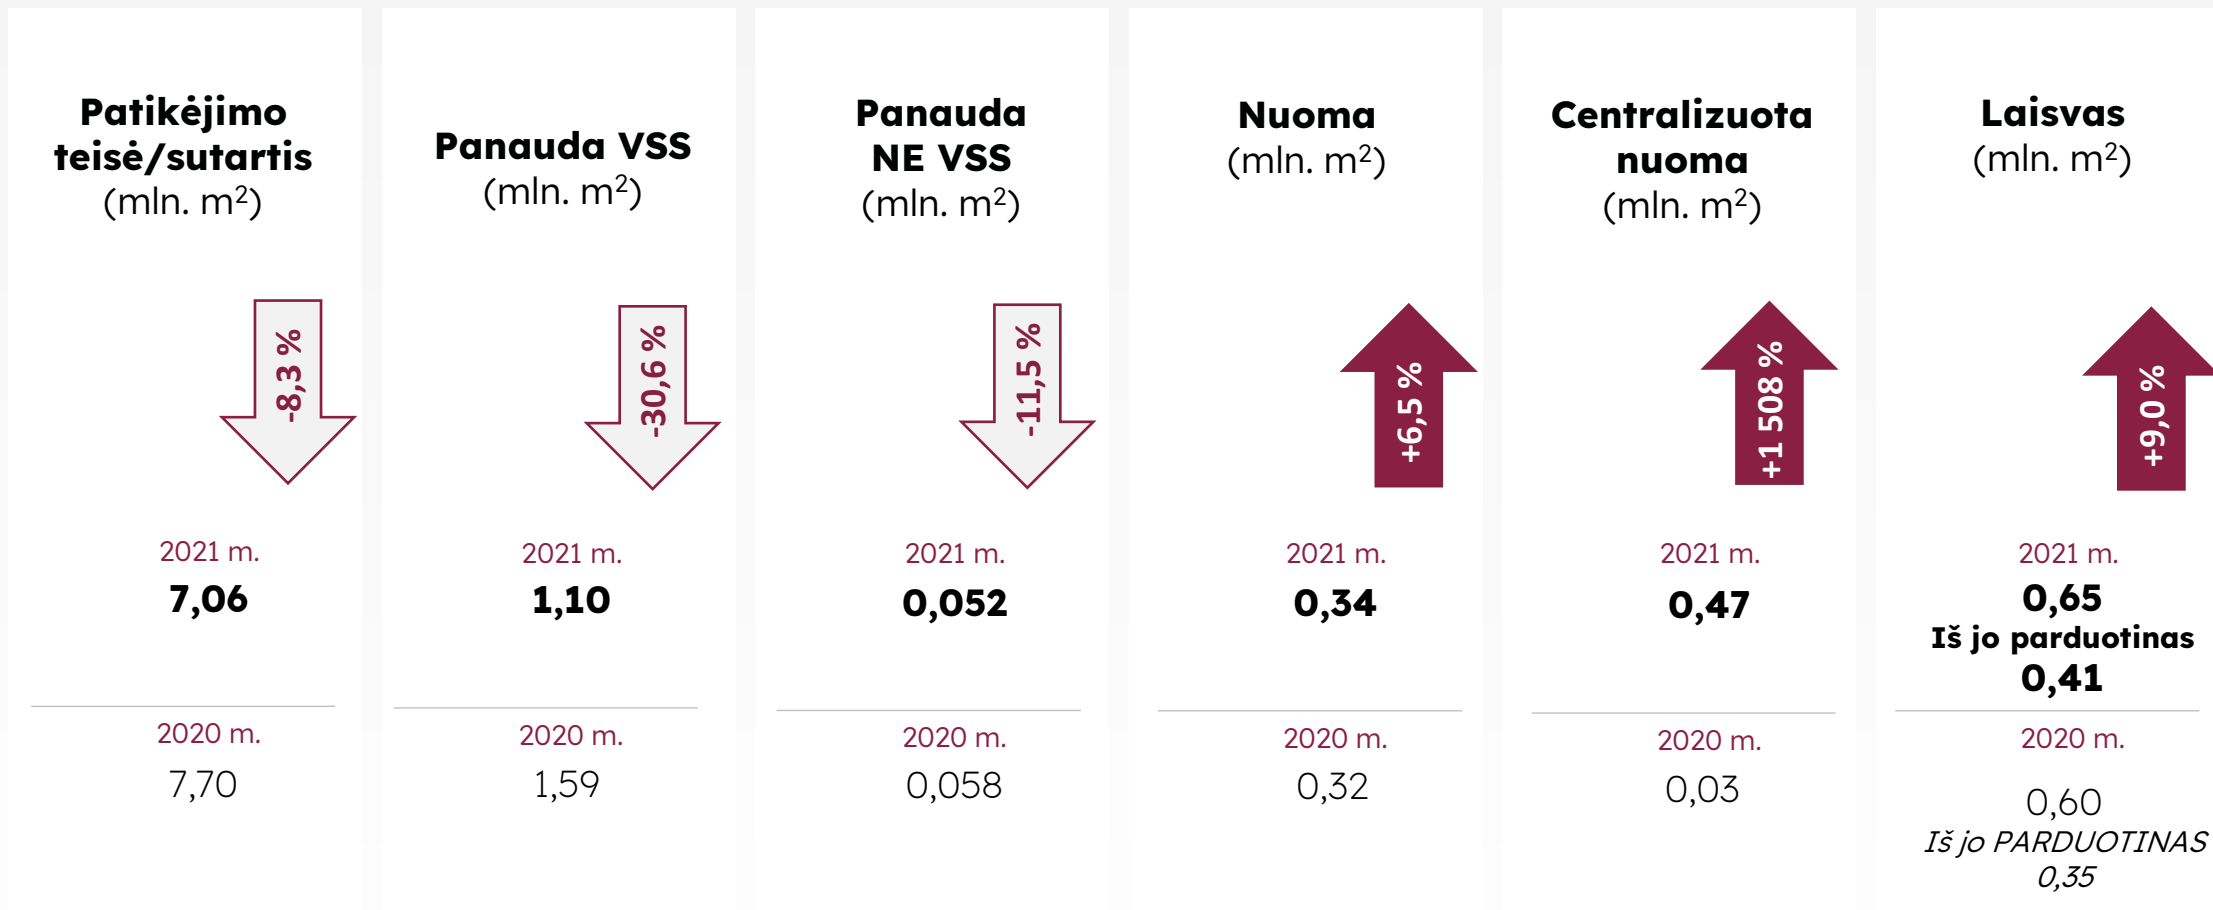 Patikėjimo
teisė/sutartis
(mln. m²)
-8,3 %
2021 m.
7,06
2020 m.
7,70
Panauda VSS
(mln. m²)
-30,6 %
2021 m.
1,10
2020 m.
1,59
Panauda
NE VSS
(mln. m²)
-11,5 %
2021 m.
0,052
2020 m.
0,058
Nuoma
(mln. m²)
+6,5 %
2021 m.
0,34
2020 m.
0,32
Centralizuota
nuoma
(mln. m²)
+1 508 %
2021 m.
0,47
2020 m.
0,03
Laisvas
(mln. m²)
+9,0 %
2021 m.
0,65
Iš jo parduotinas
0,41
2020 m.
0,60
Iš jo PARDUOTINAS
0,35